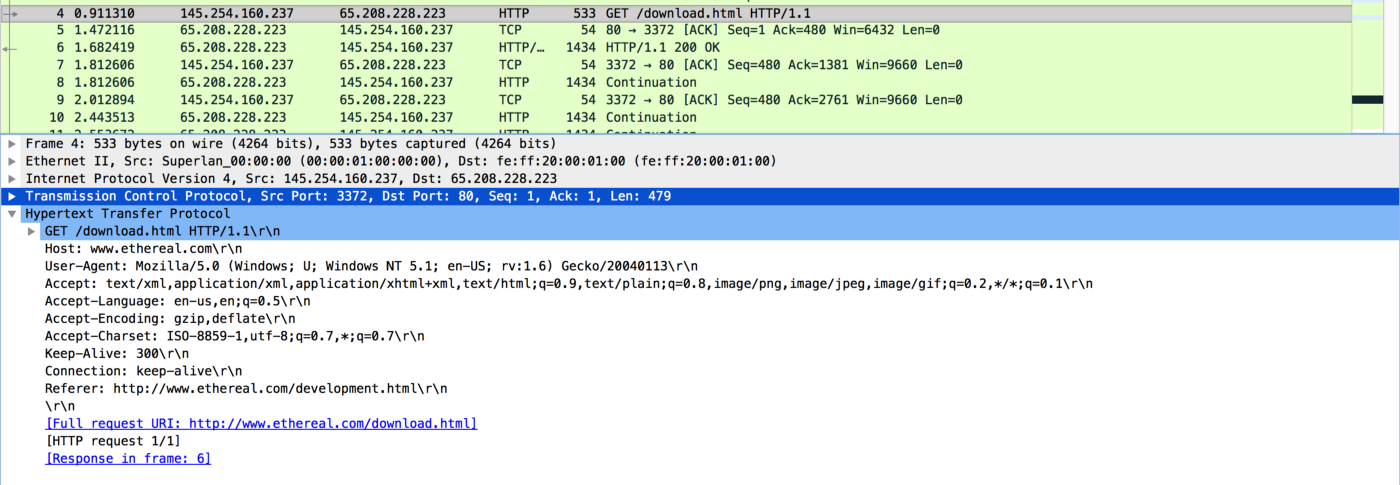 4 0.911310 145.254.160.237 65.208.228.223 HTTP 533 GET /download.html HTTP/1.1
5 1.472116 65.208.228.223 145.254.160.237 TCP 54 80 → 3372 [ACK] Seq=1 Ack=480 Win=6432 Len=0
6 1.682419 65.208.228.223 145.254.160.237 HTTP/… 1434 HTTP/1.1 200 OK
7 1.812606 145.254.160.237 65.208.228.223 TCP 54 3372 → 80 [ACK] Seq=480 Ack=1381 Win=9660 Len=0
8 1.812606 65.208.228.223 145.254.160.237 HTTP 1434 Continuation
9 2.012894 145.254.160.237 65.208.228.223 TCP 54 3372 → 80 [ACK] Seq=480 Ack=2761 Win=9660 Len=0
10 2.443513 65.208.228.223 145.254.160.237 HTTP 1434 Continuation
11 2.553672 65.208.228.223 145.254.160.237 HTTP 1434 Continuation
Frame 4: 533 bytes on wire (4264 bits), 533 bytes captured (4264 bits)
Ethernet II, Src: Superlan_00:00:00 (00:00:01:00:00:00), Dst: fe:ff:20:00:01:00 (fe:ff:20:00:01:00)
Internet Protocol Version 4, Src: 145.254.160.237, Dst: 65.208.228.223
Transmission Control Protocol, Src Port: 3372, Dst Port: 80, Seq: 1, Ack: 1, Len: 479
Hypertext Transfer Protocol
GET /download.html HTTP/1.1\r\n
Host: www.ethereal.com\r\n
User-Agent: Mozilla/5.0 (Windows; U; Windows NT 5.1; en-US; rv:1.6) Gecko/20040113\r\n
Accept: text/xml,application/xml,application/xhtml+xml,text/html;q=0.9,text/plain;q=0.8,image/png,image/jpeg,image/gif;q=0.2,*/*;q=0.1\r\n
Accept-Language: en-us,en;q=0.5\r\n
Accept-Encoding: gzip,deflate\r\n
Accept-Charset: ISO-8859-1,utf-8;q=0.7,*;q=0.7\r\n
Keep-Alive: 300\r\n
Connection: keep-alive\r\n
Referer: http://www.ethereal.com/development.html\r\n
\r\n
[Full request URI: http://www.ethereal.com/download.html]
[HTTP request 1/1]
[Response in frame: 6]